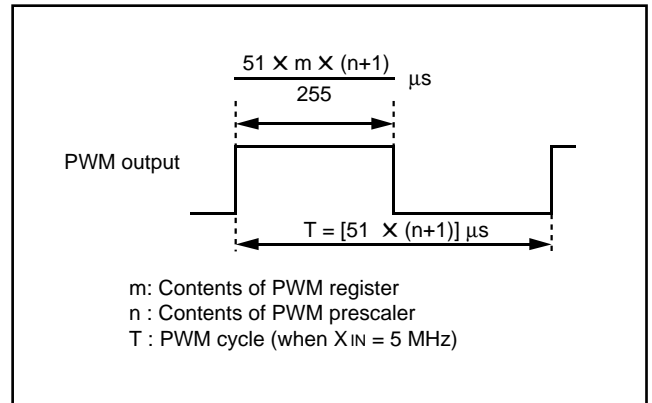 51 X m X (n+1)
255
μs
PWM output
T = [51 X (n+1)] μs
m: Contents of PWM register
n : Contents of PWM prescaler
T : PWM cycle (when XIN = 5 MHz)